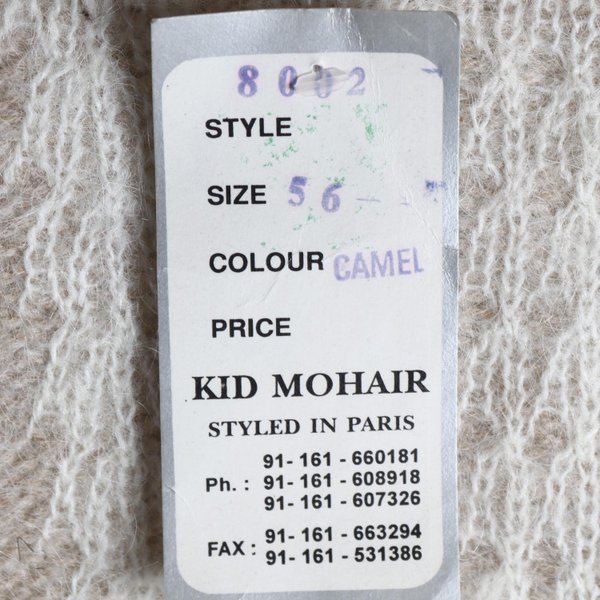 8002 -
STYLE
SIZE 56 -
COLOUR CAMEL
PRICE
KID MOHAIR
STYLED IN PARIS
91- 161 - 660181
Ph. : 91- 161 - 608918
91- 161 - 607326
FAX : 91- 161 - 663294
91- 161 - 531386